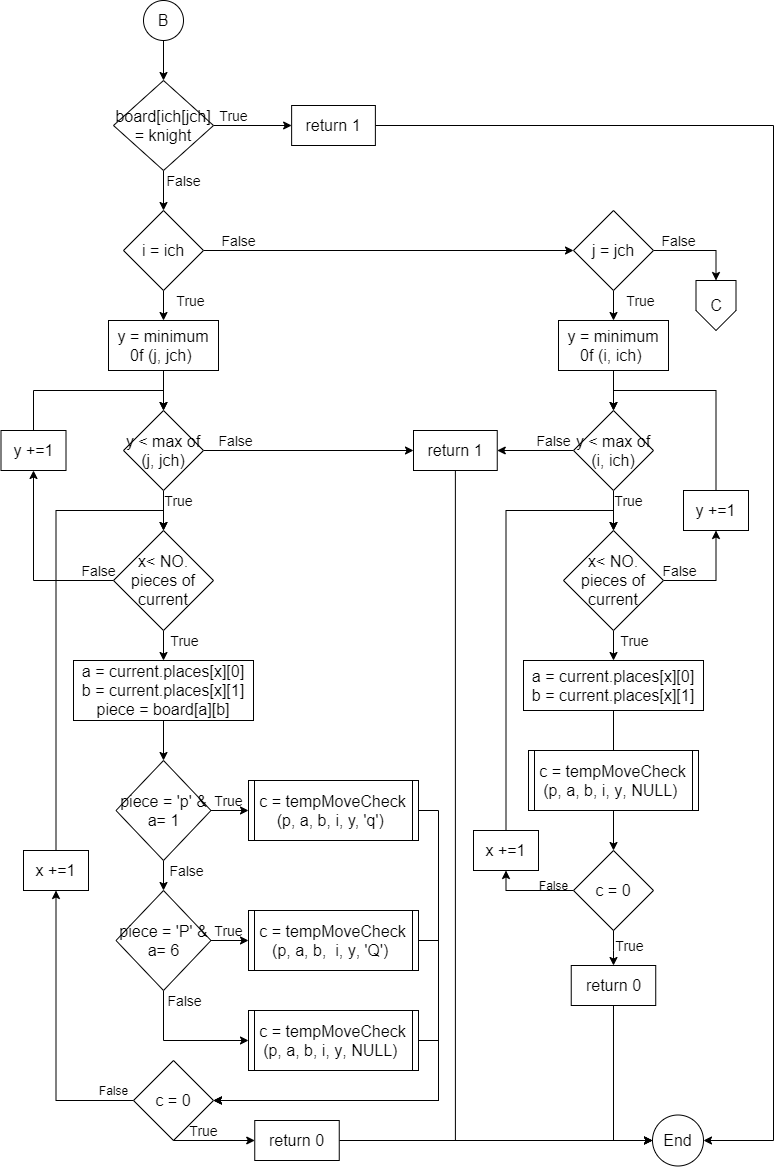 B
board[ich[jch]
= knight
True
return 1
False
i = ich
False
j = jch
False
C
True
True
y = minimum
0f (j, jch)
y = minimum
0f (i, ich)
y +=1
y < max of
(j, jch)
False
return 1
False
y < max of
(i, ich)
True
True
y +=1
False
x< NO.
pieces of
current
x< NO.
pieces of
current
False
True
True
a = current.places[x][0]
b = current.places[x][1]
piece = board[a][b]
a = current.places[x][0]
b = current.places[x][1]
piece = 'p' &
a= 1
True
c = tempMoveCheck
(p, a, b, i, y, 'q')
c = tempMoveCheck
(p, a, b, i, y, NULL)
x +=1
False
x +=1
False
c = 0
piece = 'P' &
a= 6
True
c = tempMoveCheck
(p, a, b,  i, y, 'Q')
True
False
return 0
c = tempMoveCheck
(p, a, b, i, y, NULL)
False
c = 0
True
return 0
End